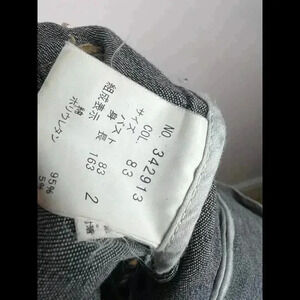 NO. 342913
COL. 83
サイズ 2
バスト 83
身長 163
組成表示
綿 95%
ポリウレタン 5%